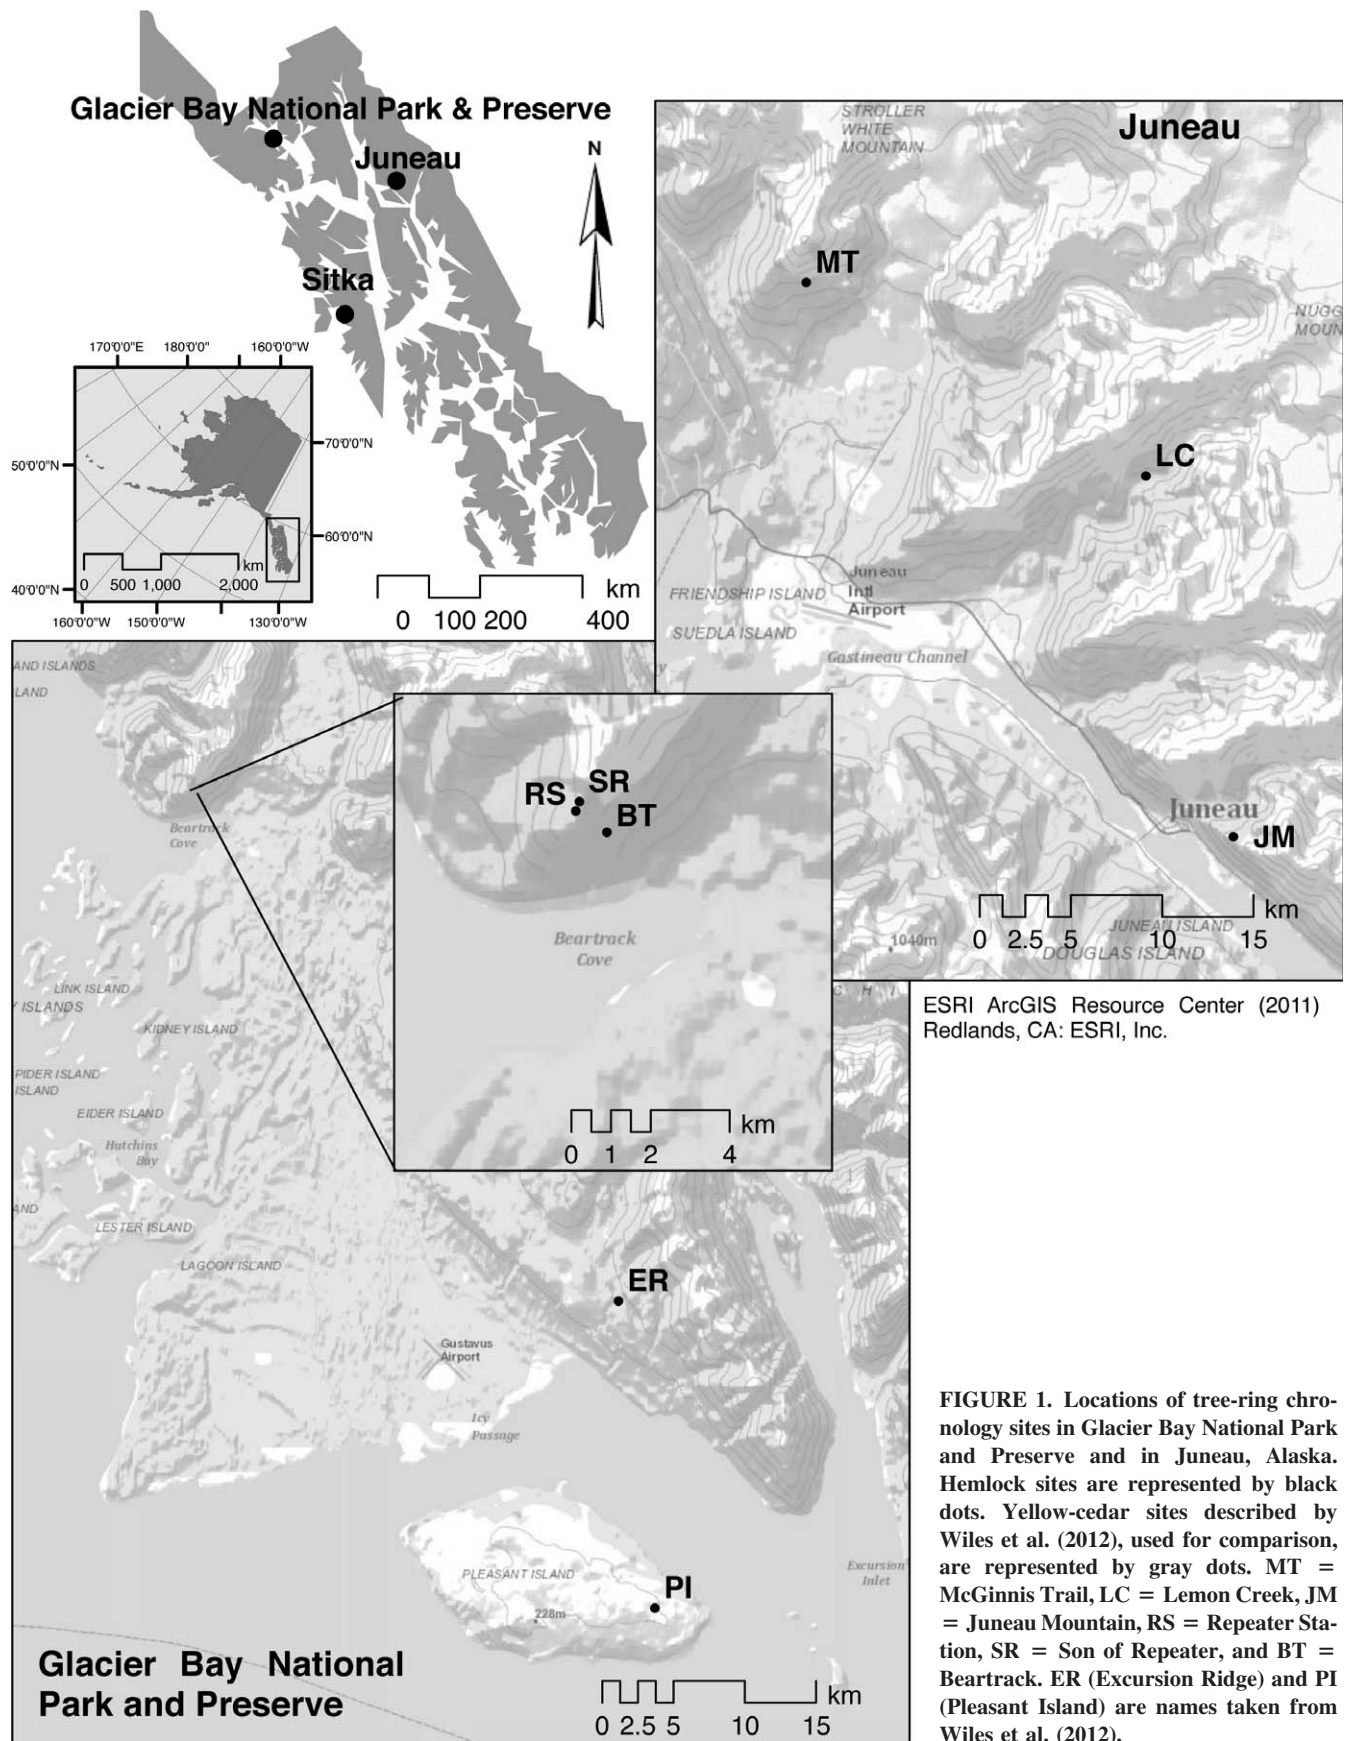 Glacier Bay National Park & Preserve
Juneau
Sitka
N
170°0'0"E
180°0'0"
160°0'0"W
70°0'0"N
50°0'0"N
60°0'0"N
40°0'0"N
0 500 1,000 2,000 km
160°0'0"W
150°0'0"W
130°0'0"W
km
0 100 200 400
STROLLER
WHITE
MOUNTAIN
Juneau
MT
NUGG
MOUN
LC
Juneau
Intl
Airport
FRIENDSHIP ISLAND
SUEDLA ISLAND
Gastineau Channel
Juneau
JM
km
0 2.5 5 10 15
JUNEAU ISLAND
1040m
DOUGLAS ISLAND
AND ISLANDS
LAND
Beartrack
Cove
RS
SR
BT
Beartrack
Cove
km
0 1 2 4
LINK ISLAND
Y ISLANDS
KIDNEY ISLAND
PIDER ISLAND
ISLAND
EIDER ISLAND
Hutchins
Bay
AND
LESTER ISLAND
LAGOON ISLAND
C H I
ER
Gustavus
Airport
Icy
Passage
PLEASANT ISLAND
PI
228m
Excursion
Inlet
Glacier Bay National
Park and Preserve
km
0 2.5 5 10 15
ESRI ArcGIS Resource Center (2011)
Redlands, CA: ESRI, Inc.
FIGURE 1. Locations of tree-ring chro-
nology sites in Glacier Bay National Park
and Preserve and in Juneau, Alaska.
Hemlock sites are represented by black
dots. Yellow-cedar sites described by
Wiles et al. (2012), used for comparison,
are represented by gray dots. MT =
McGinnis Trail, LC = Lemon Creek, JM
= Juneau Mountain, RS = Repeater Sta-
tion, SR = Son of Repeater, and BT =
Beartrack. ER (Excursion Ridge) and PI
(Pleasant Island) are names taken from
Wiles et al. (2012).